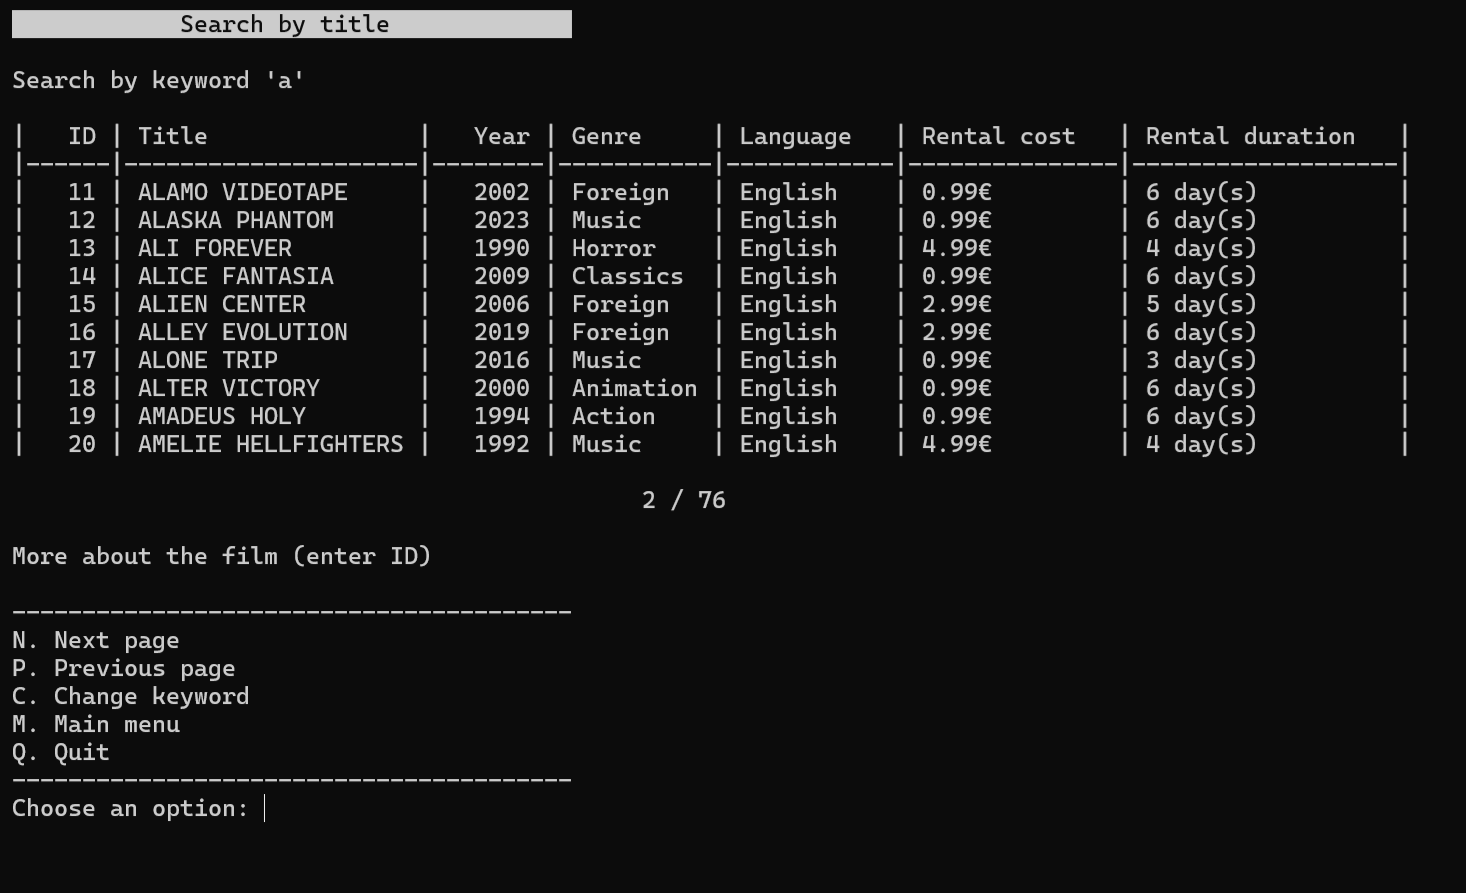 Search by title
Search by keyword 'a'
|   ID | Title                |   Year | Genre     | Language   | Rental cost   | Rental duration   |
|------|---------------------|--------|-----------|------------|---------------|-------------------|
|   11 | ALAMO VIDEOTAPE     |   2002 | Foreign   | English    | 0.99€         | 6 day(s)          |
|   12 | ALASKA PHANTOM      |   2023 | Music     | English    | 0.99€         | 6 day(s)          |
|   13 | ALI FOREVER         |   1990 | Horror    | English    | 4.99€         | 4 day(s)          |
|   14 | ALICE FANTASIA      |   2009 | Classics  | English    | 0.99€         | 6 day(s)          |
|   15 | ALIEN CENTER        |   2006 | Foreign   | English    | 2.99€         | 5 day(s)          |
|   16 | ALLEY EVOLUTION     |   2019 | Foreign   | English    | 2.99€         | 6 day(s)          |
|   17 | ALONE TRIP          |   2016 | Music     | English    | 0.99€         | 3 day(s)          |
|   18 | ALTER VICTORY       |   2000 | Animation | English    | 0.99€         | 6 day(s)          |
|   19 | AMADEUS HOLY        |   1994 | Action    | English    | 0.99€         | 6 day(s)          |
|   20 | AMELIE HELLFIGHTERS |   1992 | Music     | English    | 4.99€         | 4 day(s)          |
2 / 76
More about the film (enter ID)
----------------------------------------
N. Next page
P. Previous page
C. Change keyword
M. Main menu
Q. Quit
----------------------------------------
Choose an option: